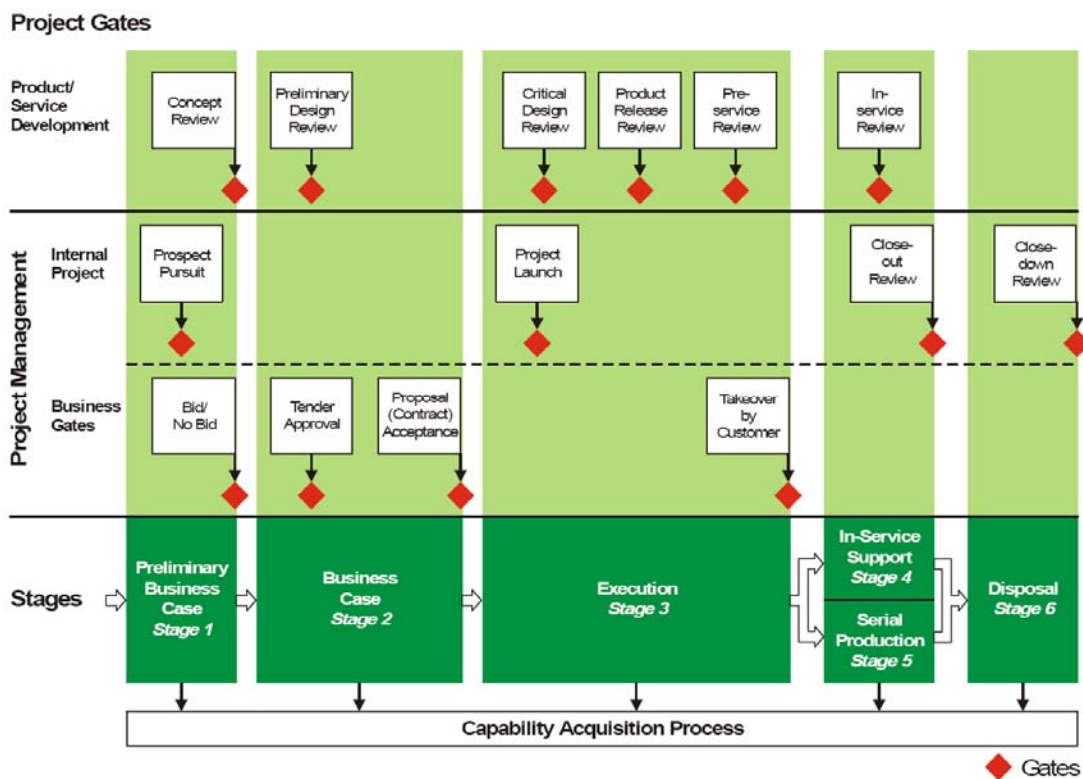 Project Gates
Product/
Service
Development
Concept
Review
Preliminary
Design
Review
Critical
Design
Review
Product
Release
Review
Pre-
service
Review
In-
service
Review
Project Management
Internal
Project
Prospect
Pursuit
Project
Launch
Close-
out
Review
Close-
down
Review
Business
Gates
Bid/
No Bid
Tender
Approval
Proposal
(Contract)
Acceptance
Takeover
by
Customer
Stages
Preliminary
Business
Case
Stage 1
Business
Case
Stage 2
Execution
Stage 3
In-Service
Support
Stage 4
Serial
Production
Stage 5
Disposal
Stage 6
Capability Acquisition Process
Gates